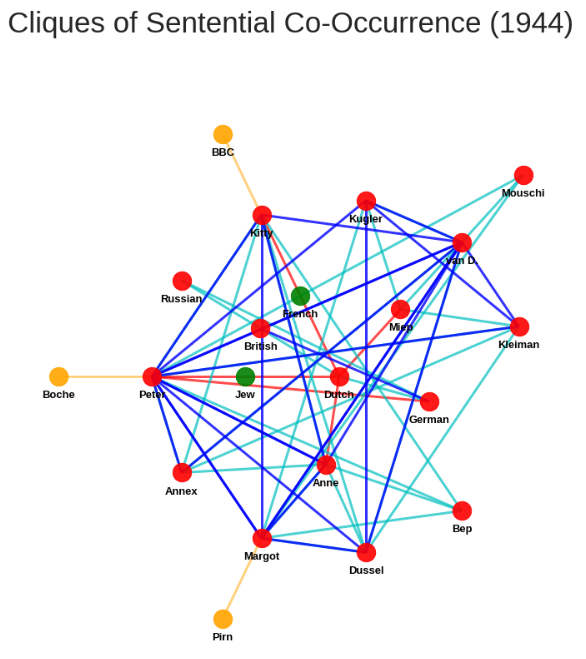 Cliques of Sentential Co-Occurrence (1944)
BBC
Mouschi
Kugler
Kitty
van D.
Russian
French
Miep
British
Kleiman
Boche
Peter
Jew
Dutch
German
Anne
Annex
Bep
Margot
Dussel
Pirn